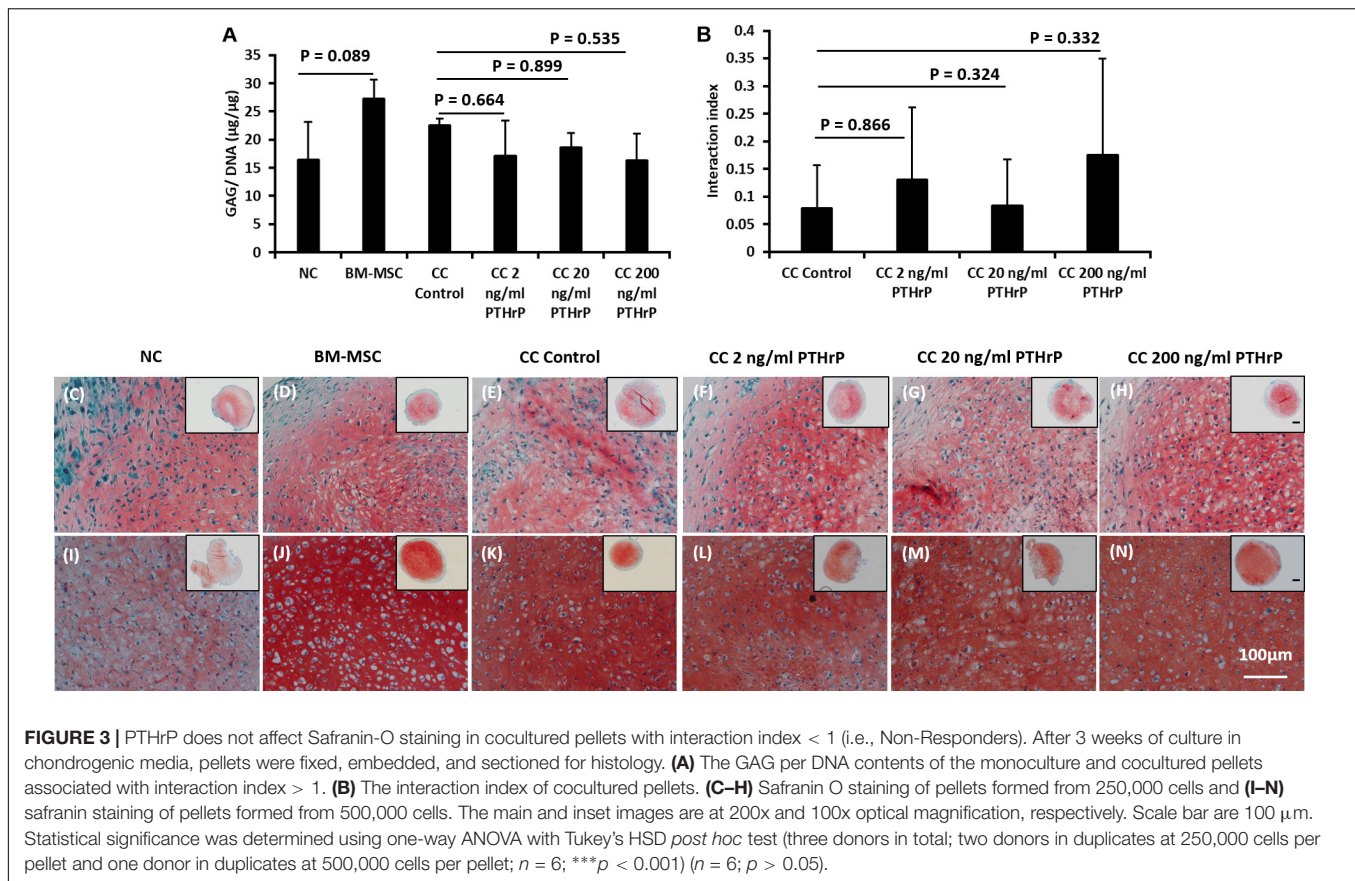 A
P = 0.535
P = 0.089
P = 0.899
P = 0.664
GAG/ DNA (µg/µg)
35
30
25
20
15
10
5
0
NC
BM-MSC
CC Control
CC 2 ng/ml PTHrP
CC 20 ng/ml PTHrP
CC 200 ng/ml PTHrP
B
P = 0.332
P = 0.324
P = 0.866
Interaction index
0.4
0.35
0.3
0.25
0.2
0.15
0.1
0.05
0
CC Control
CC 2 ng/ml PTHrP
CC 20 ng/ml PTHrP
CC 200 ng/ml PTHrP
NC BM-MSC CC Control CC 2 ng/ml PTHrP CC 20 ng/ml PTHrP CC 200 ng/ml PTHrP
(C) (D) (E) (F) (G) (H)
(I) (J) (K) (L) (M) (N)
100µm
FIGURE 3 | PTHrP does not affect Safranin-O staining in cocultured pellets with interaction index < 1 (i.e., Non-Responders). After 3 weeks of culture in
chondrogenic media, pellets were fixed, embedded, and sectioned for histology. (A) The GAG per DNA contents of the monoculture and cocultured pellets
associated with interaction index > 1. (B) The interaction index of cocultured pellets. (C–H) Safranin O staining of pellets formed from 250,000 cells and (I–N)
safranin staining of pellets formed from 500,000 cells. The main and inset images are at 200x and 100x optical magnification, respectively. Scale bar are 100 µm.
Statistical significance was determined using one-way ANOVA with Tukey's HSD post hoc test (three donors in total; two donors in duplicates at 250,000 cells per
pellet and one donor in duplicates at 500,000 cells per pellet; n = 6; ***p < 0.001) (n = 6; p > 0.05).